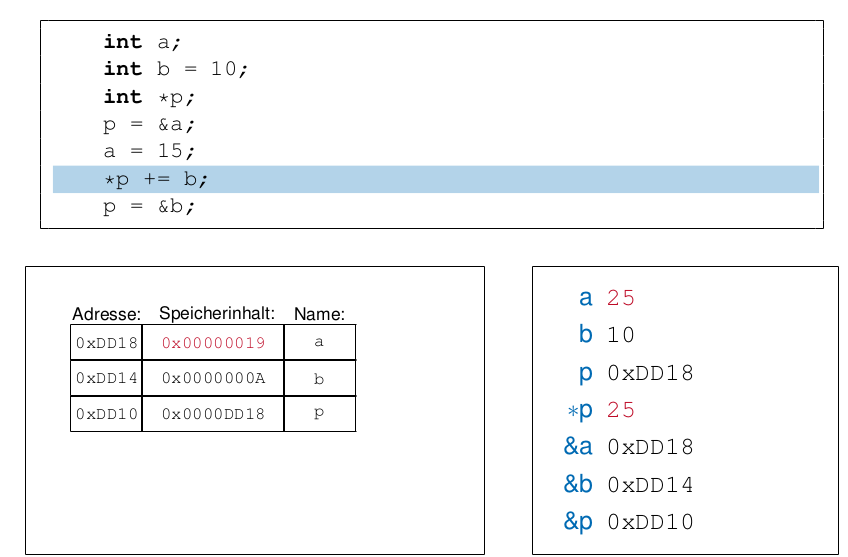 int a;
int b = 10;
int *p;
p = &a;
a = 15;
*p += b;
p = &b;
Adresse: Speicherinhalt: Name:
0xDD18 0x00000019 a
0xDD14 0x0000000A b
0xDD10 0x0000DD18 p
a 25
b 10
p 0xDD18
*p 25
&a 0xDD18
&b 0xDD14
&p 0xDD10